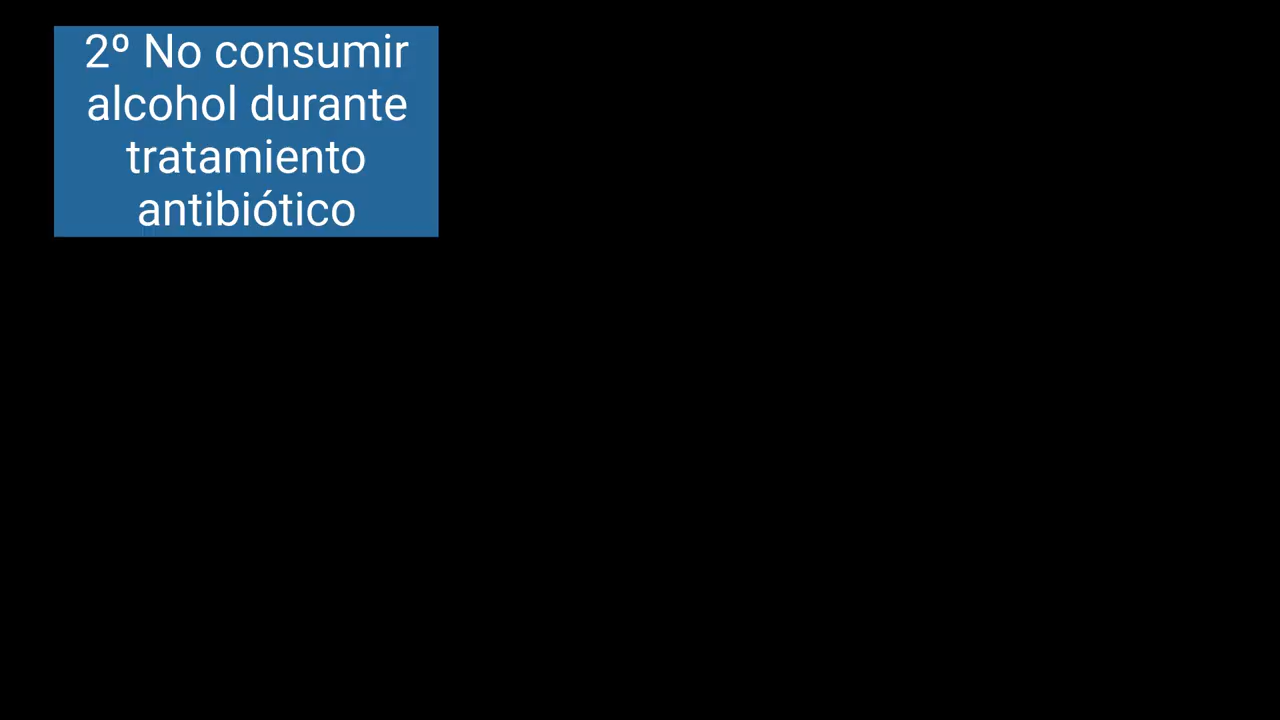 2º No consumir
alcohol durante
tratamiento
antibiótico